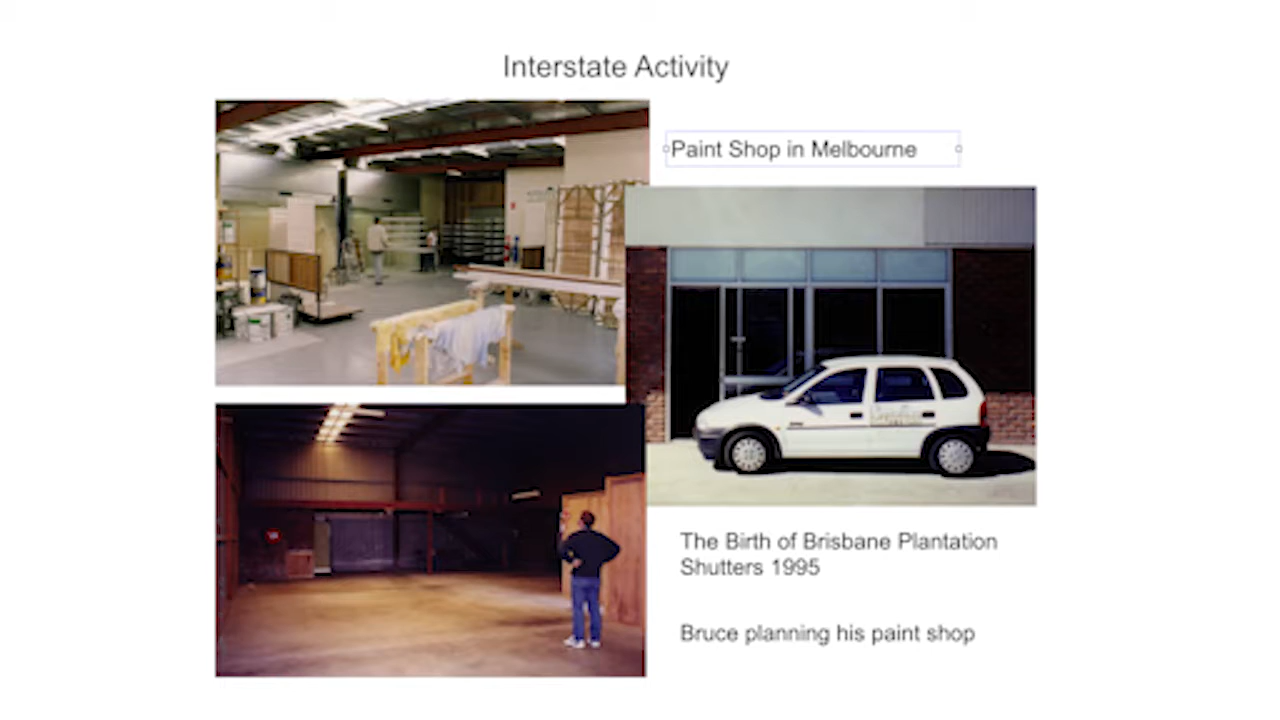 Interstate Activity
Paint Shop in Melbourne
The Birth of Brisbane Plantation
Shutters 1995
Bruce planning his paint shop